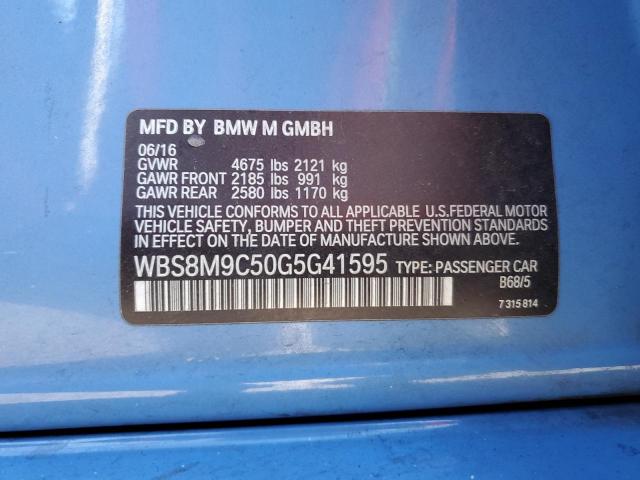 MFD BY BMW M GMBH
06/16
GVWR 4675 lbs 2121 kg
GAWR FRONT 2185 lbs 991 kg
GAWR REAR 2580 lbs 1170 kg
THIS VEHICLE CONFORMS TO ALL APPLICABLE U.S.FEDERAL MOTOR
VEHICLE SAFETY, BUMPER AND THEFT PREVENTION STANDARDS
IN EFFECT ON THE DATE OF MANUFACTURE SHOWN ABOVE.
WBS8M9C50G5G41595 TYPE: PASSENGER CAR
B68/5
7 315 814